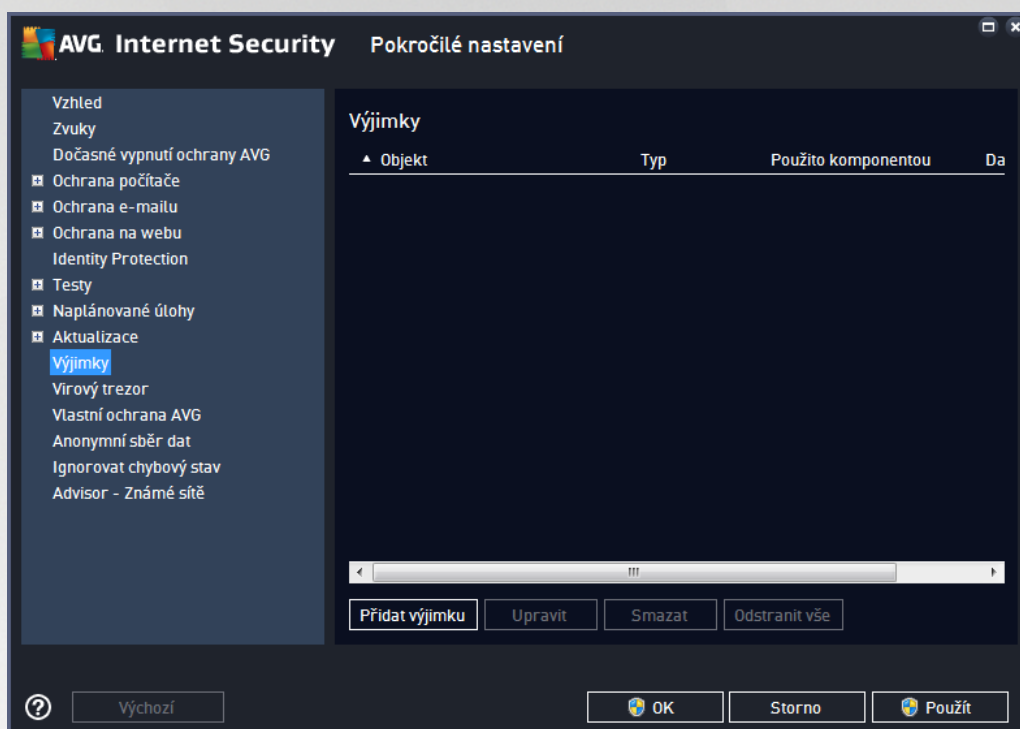 AVG. Internet Security Pokročilé nastavení
Vzhled
Zvuky
Dočasné vypnutí ochrany AVG
Ochrana počítače
Ochrana e-mailu
Ochrana na webu
Identity Protection
Testy
Naplánované úlohy
Aktualizace
Výjimky
Virový trezor
Vlastní ochrana AVG
Anonymní sběr dat
Ignorovat chybový stav
Advisor - Známé sítě
Výjimky
Objekt Typ Použito komponentou Da
Přidat výjimku Upravit Smazat Odstranit vše
Výchozí OK Storno Použít